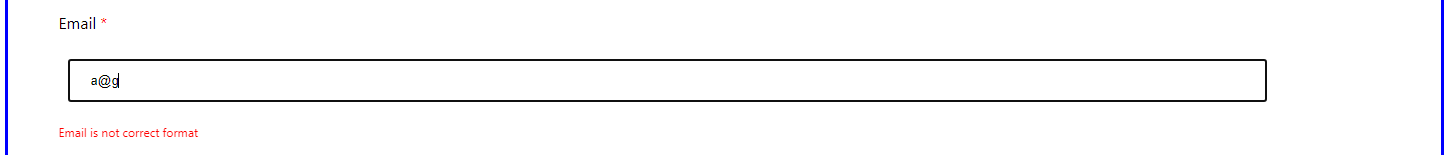 Email *
a@g
Email is not correct format